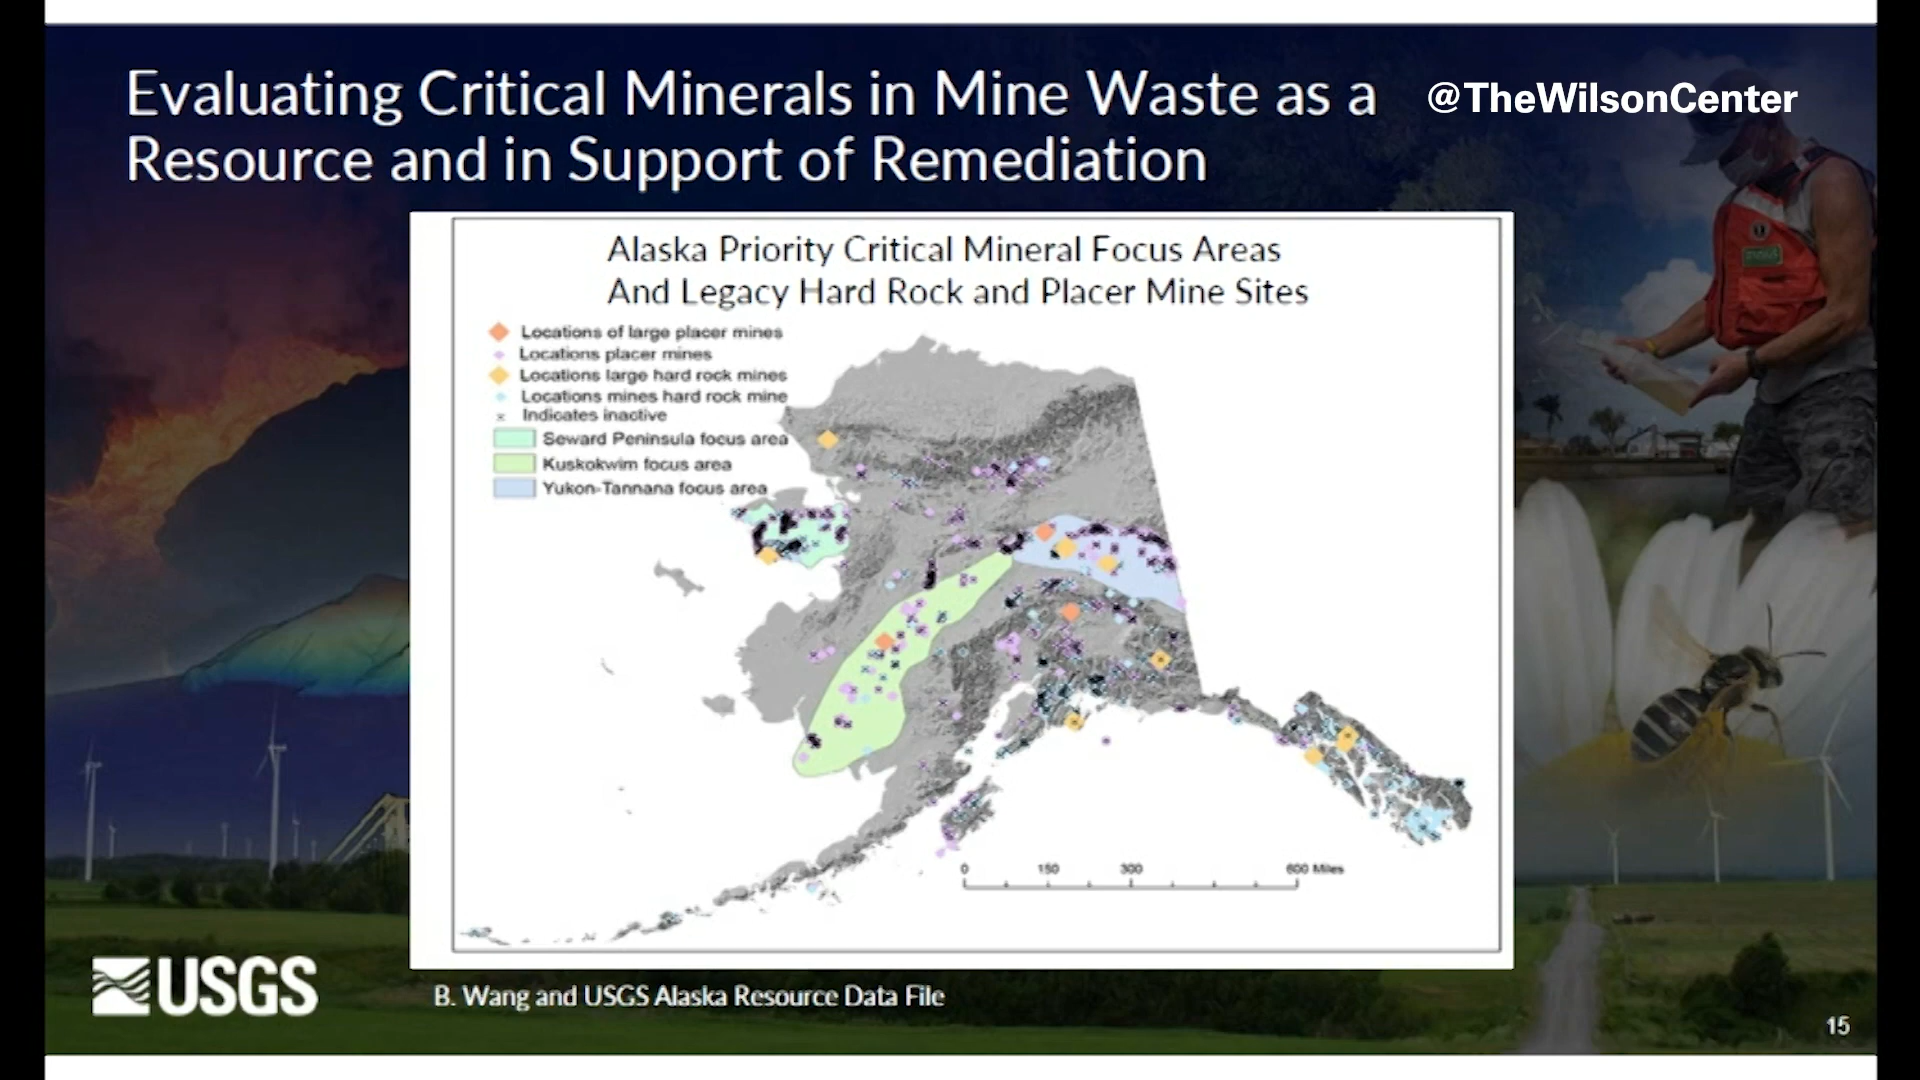 Evaluating Critical Minerals in Mine Waste as a
Resource and in Support of Remediation
@TheWilsonCenter
Alaska Priority Critical Mineral Focus Areas
And Legacy Hard Rock and Placer Mine Sites
Locations of large placer mines
Locations placer mines
Locations large hard rock mines
Locations mines hard rock mine
Indicates inactive
Seward Peninsula focus area
Kuskokwim focus area
Yukon-Tannana focus area
0 150 300 600 Miles
USGS
B. Wang and USGS Alaska Resource Data File
15